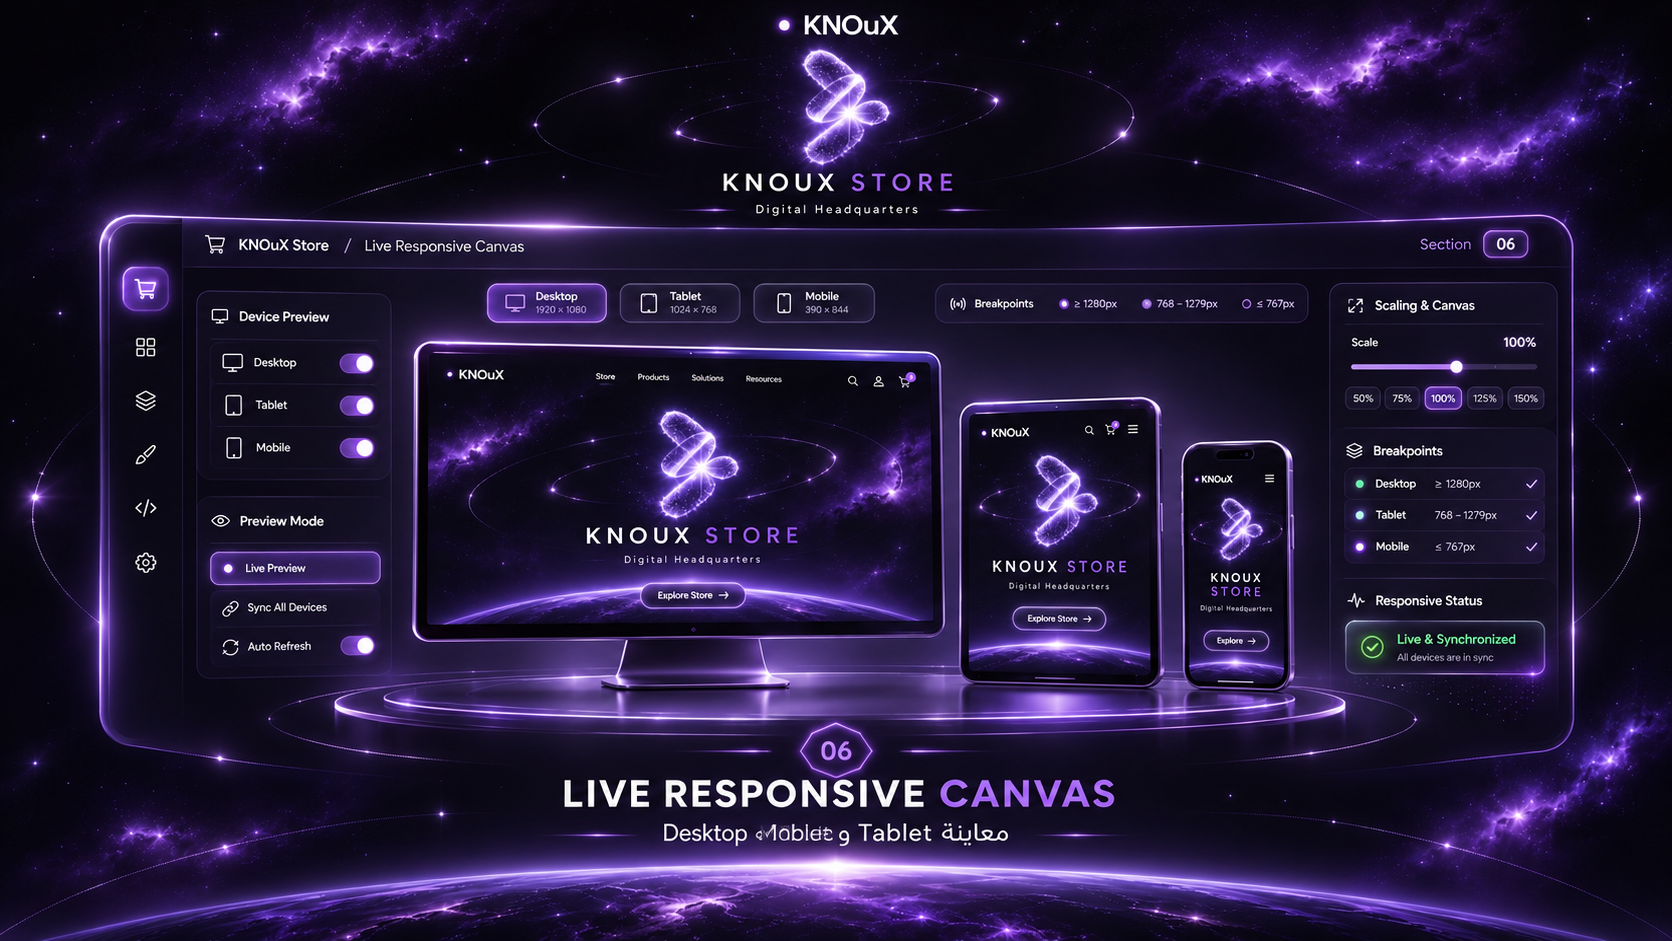 KNOuX
KNOUX STORE
Digital Headquarters
KNOuX Store / Live Responsive Canvas
Section 06
Device Preview
Desktop
Tablet
Mobile
Preview Mode
Live Preview
Sync All Devices
Auto Refresh
Desktop
1920 × 1080
Tablet
1024 × 768
Mobile
390 × 844
Breakpoints ≥ 1280px 768 – 1279px ≤ 767px
KNOuX Store Products Solutions Resources
KNOUX STORE
Digital Headquarters
Explore Store →
KNOuX
KNOUX STORE
Digital Headquarters
Explore Store →
KNOuX
KNOUX
STORE
Digital Headquarters
Explore →
Scaling & Canvas
Scale 100%
50% 75% 100% 125% 150%
Breakpoints
Desktop ≥ 1280px
Tablet 768 – 1279px
Mobile ≤ 767px
Responsive Status
Live & Synchronized
All devices are in sync
06
LIVE RESPONSIVE CANVAS
معاينة Tablet و Desktop